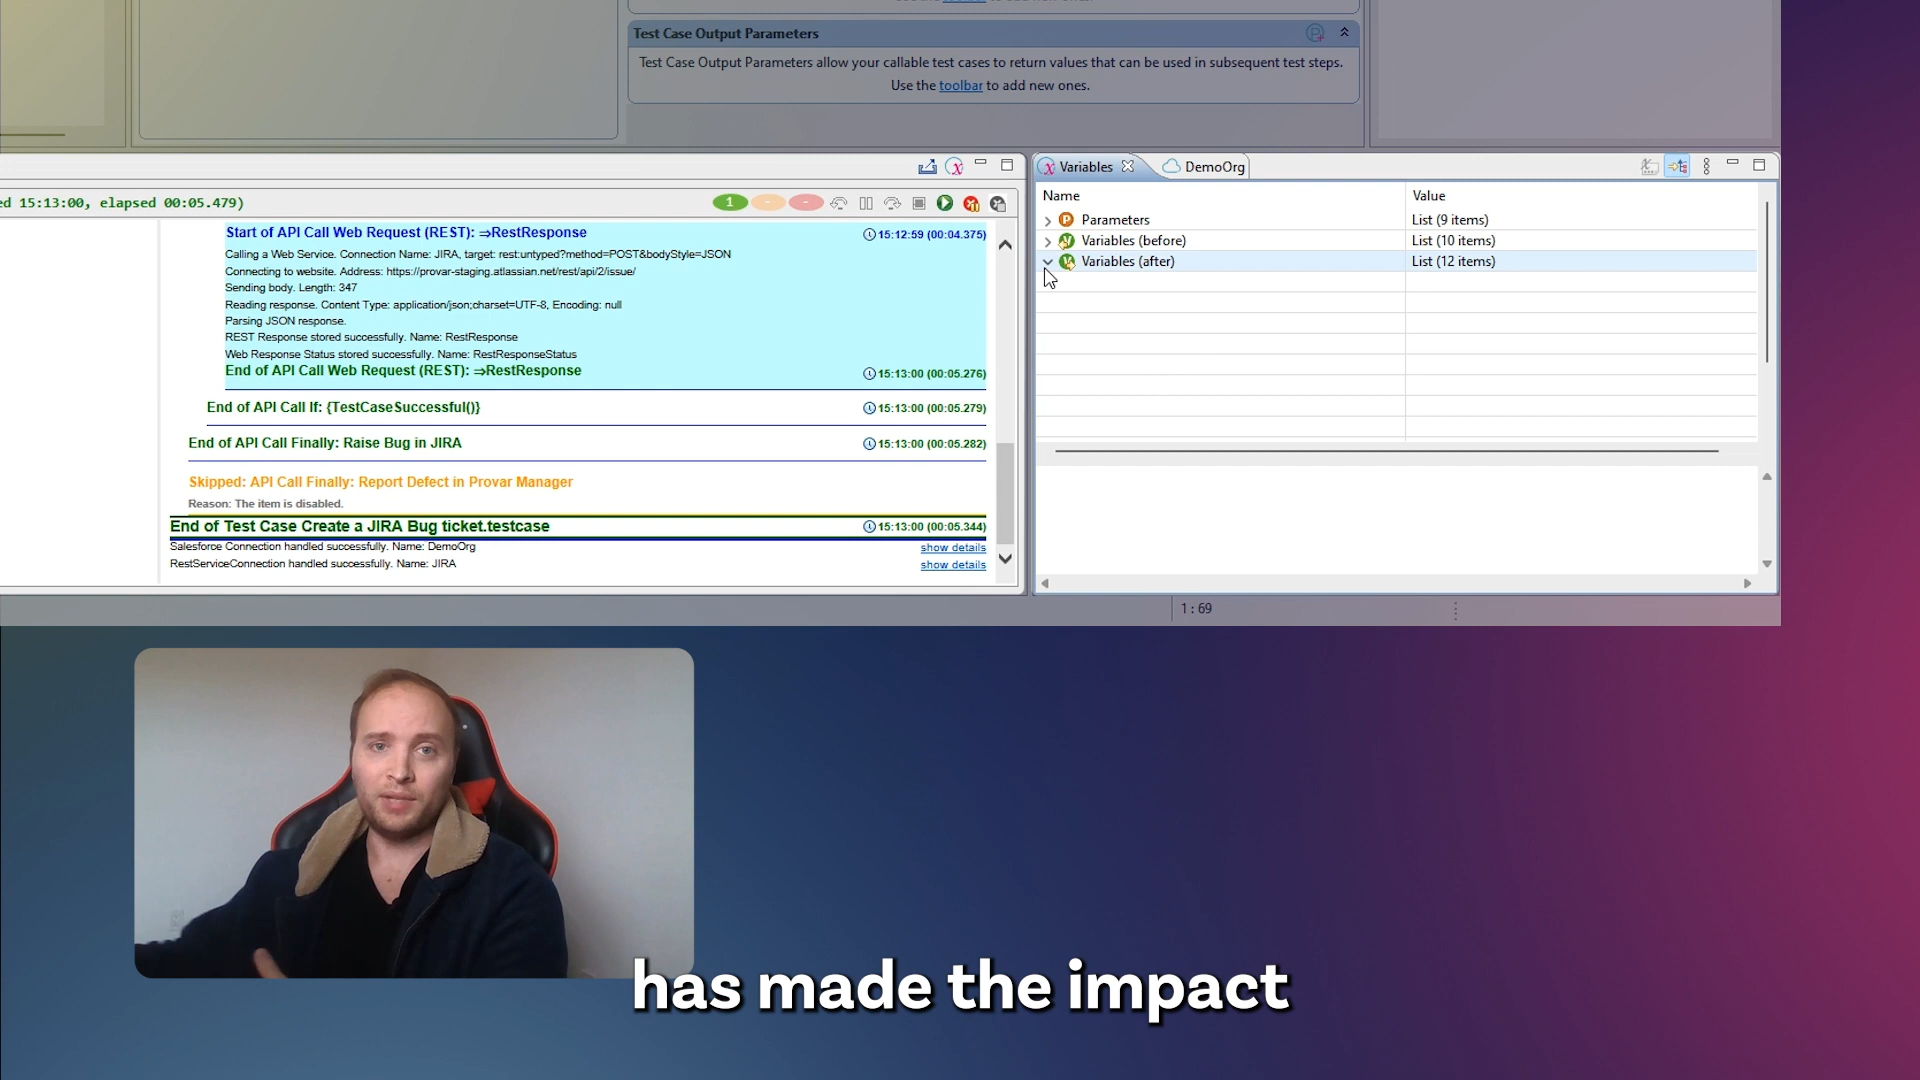 Use the toolbar to add new ones.
Test Case Output Parameters
Test Case Output Parameters allow your callable test cases to return values that can be used in subsequent test steps.
Use the toolbar to add new ones.
ed 15:13:00, elapsed 00:05.479)
1 - -
Start of API Call Web Request (REST): ⇒RestResponse 15:12:59 (00:04.375)
Calling a Web Service. Connection Name: JIRA, target: rest:untyped?method=POST&bodyStyle=JSON
Connecting to website. Address: https://provar-staging.atlassian.net/rest/api/2/issue/
Sending body. Length: 347
Reading response. Content Type: application/json;charset=UTF-8, Encoding: null
Parsing JSON response.
REST Response stored successfully. Name: RestResponse
Web Response Status stored successfully. Name: RestResponseStatus
End of API Call Web Request (REST): ⇒RestResponse 15:13:00 (00:05.276)
End of API Call If: {TestCaseSuccessful()} 15:13:00 (00:05.279)
End of API Call Finally: Raise Bug in JIRA 15:13:00 (00:05.282)
Skipped: API Call Finally: Report Defect in Provar Manager
Reason: The item is disabled.
End of Test Case Create a JIRA Bug ticket.testcase 15:13:00 (00:05.344)
Salesforce Connection handled successfully. Name: DemoOrg show details
RestServiceConnection handled successfully. Name: JIRA show details
Variables DemoOrg
Name Value
Parameters List (9 items)
Variables (before) List (10 items)
Variables (after) List (12 items)
1 : 69
has made the impact